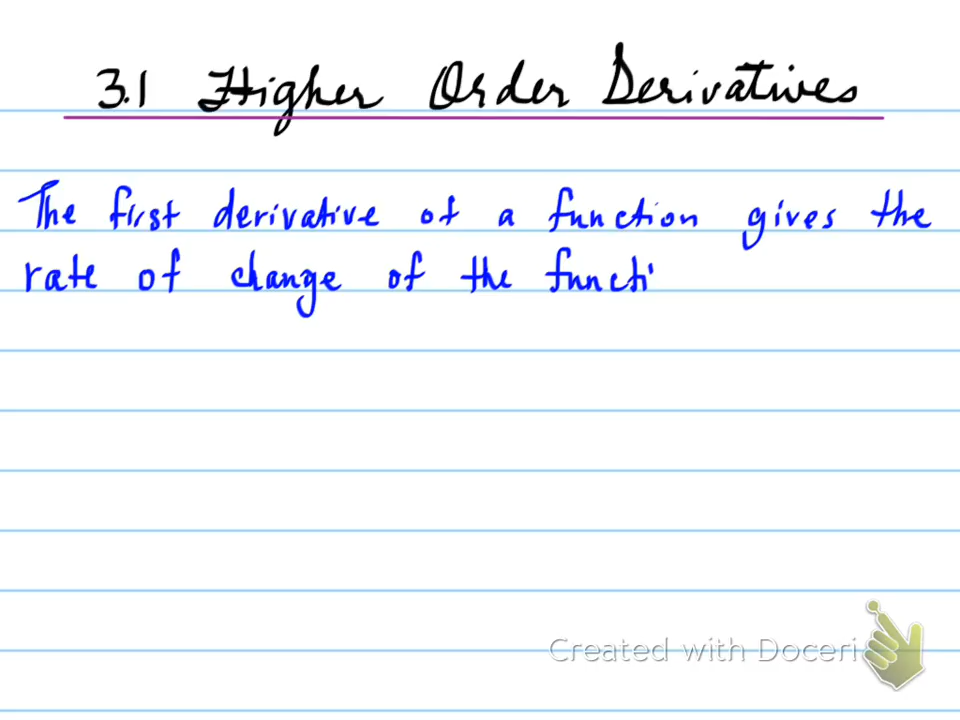 3.1 Higher Order Derivatives
The first derivative of a function gives the
rate of change of the functi
Created with Doceri